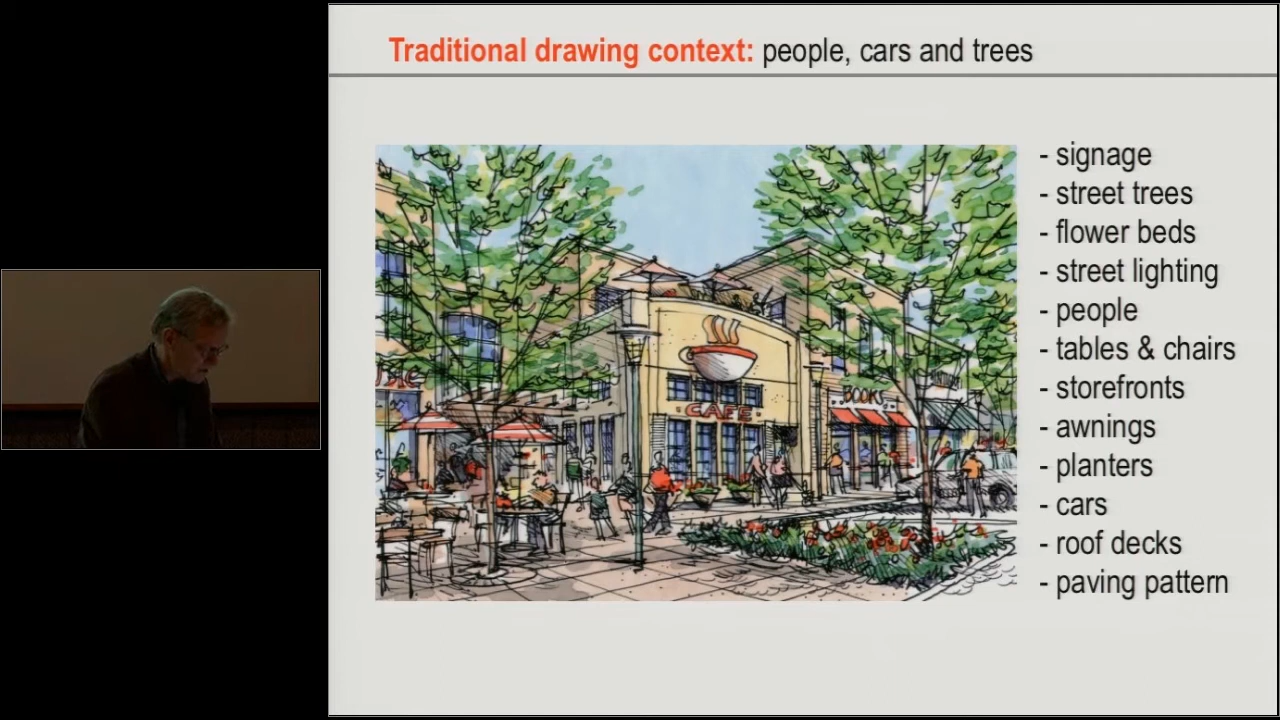 Traditional drawing context: people, cars and trees
- signage
- street trees
- flower beds
- street lighting
- people
- tables & chairs
- storefronts
- awnings
- planters
- cars
- roof decks
- paving pattern
BOOKS
CAFE